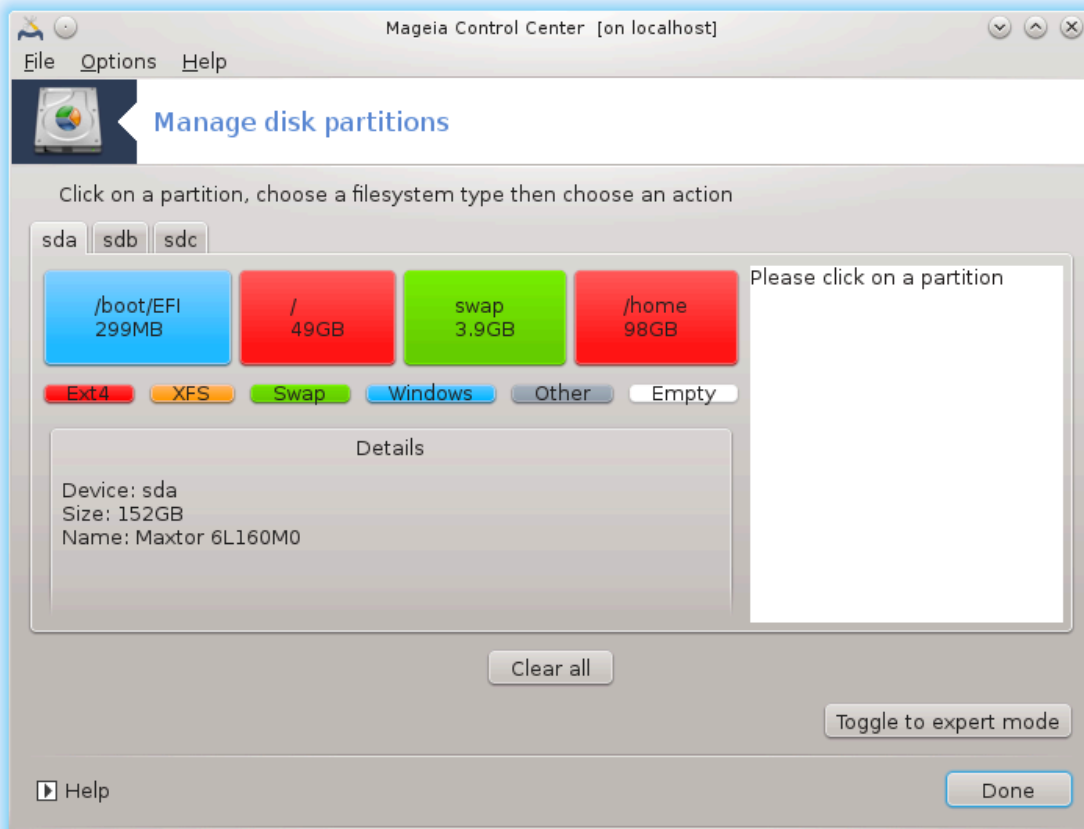 Mageia Control Center [on localhost]
File Options Help
Manage disk partitions
Click on a partition, choose a filesystem type then choose an action
sda sdb sdc
/boot/EFI
299MB
/
49GB
swap
3.9GB
/home
98GB
Please click on a partition
Ext4 XFS Swap Windows Other Empty
Details
Device: sda
Size: 152GB
Name: Maxtor 6L160M0
Clear all
Toggle to expert mode
Help
Done